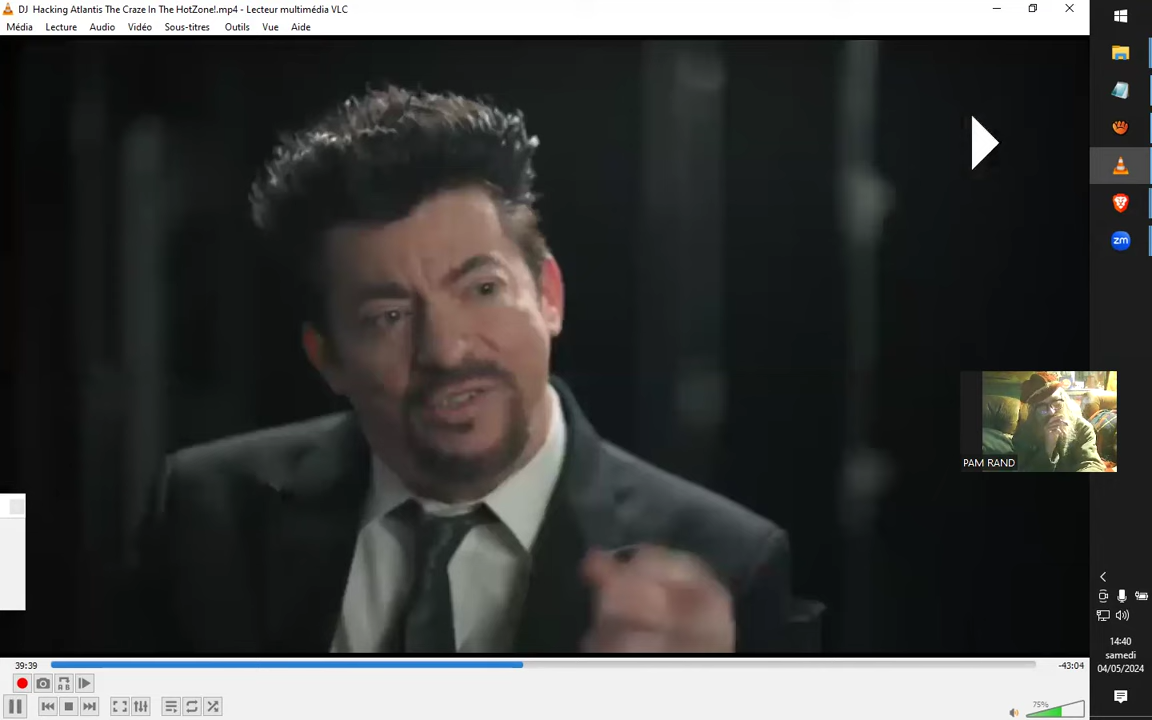 DJ  Hacking Atlantis The Craze In The HotZone!.mp4 - Lecteur multimédia VLC
Média Lecture Audio Vidéo Sous-titres Outils Vue Aide
zm
PAM RAND
39:39
-43:04
14:40
samedi
04/05/2024
75%